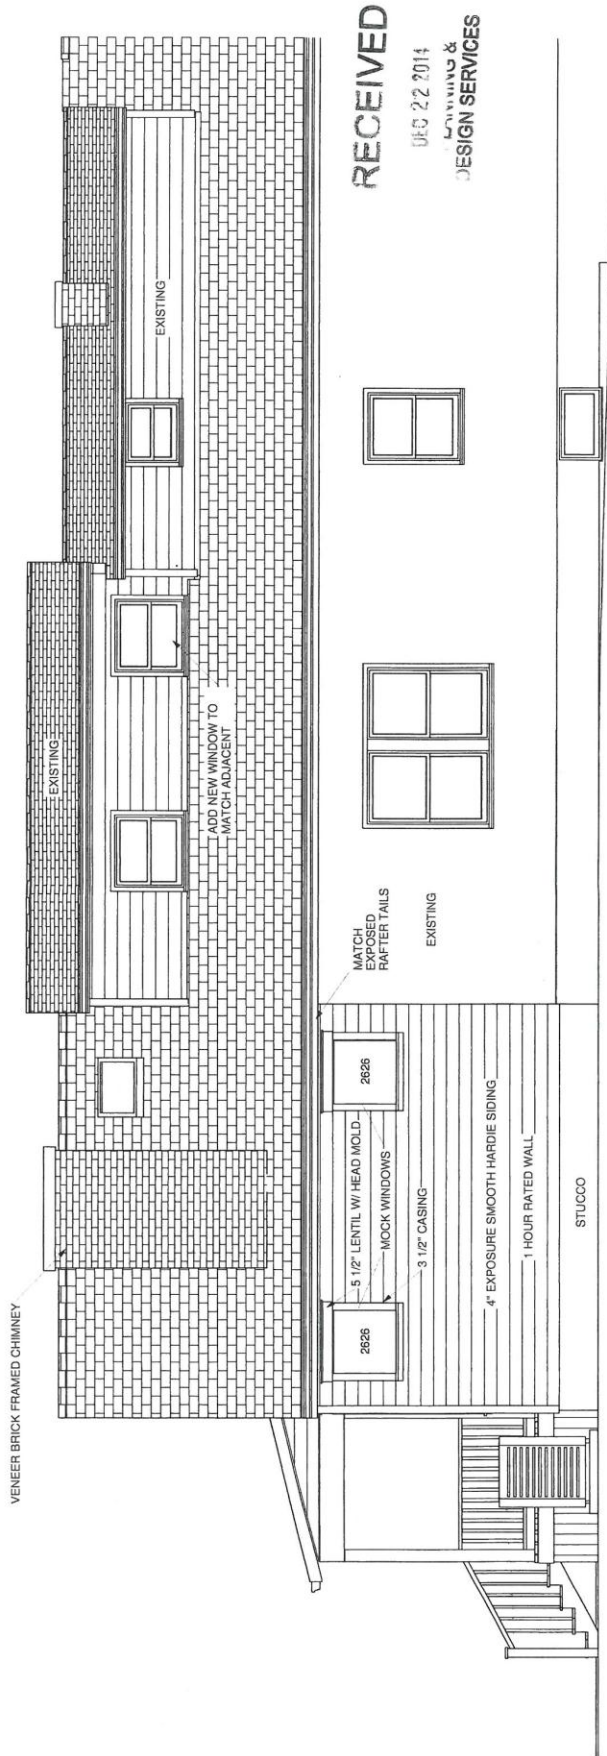 VENEER BRICK FRAMED CHIMNEY
EXISTING
EXISTING
ADD NEW WINDOW TO
MATCH ADJACENT
MATCH
EXPOSED
RAFTER TAILS
EXISTING
2626
2626
5 1/2" LENTIL W/ HEAD MOLD
MOCK WINDOWS
3 1/2" CASING
4" EXPOSURE SMOOTH HARDIE SIDING
1 HOUR RATED WALL
STUCCO
RECEIVED
DEC 22 2014
&
DESIGN SERVICES